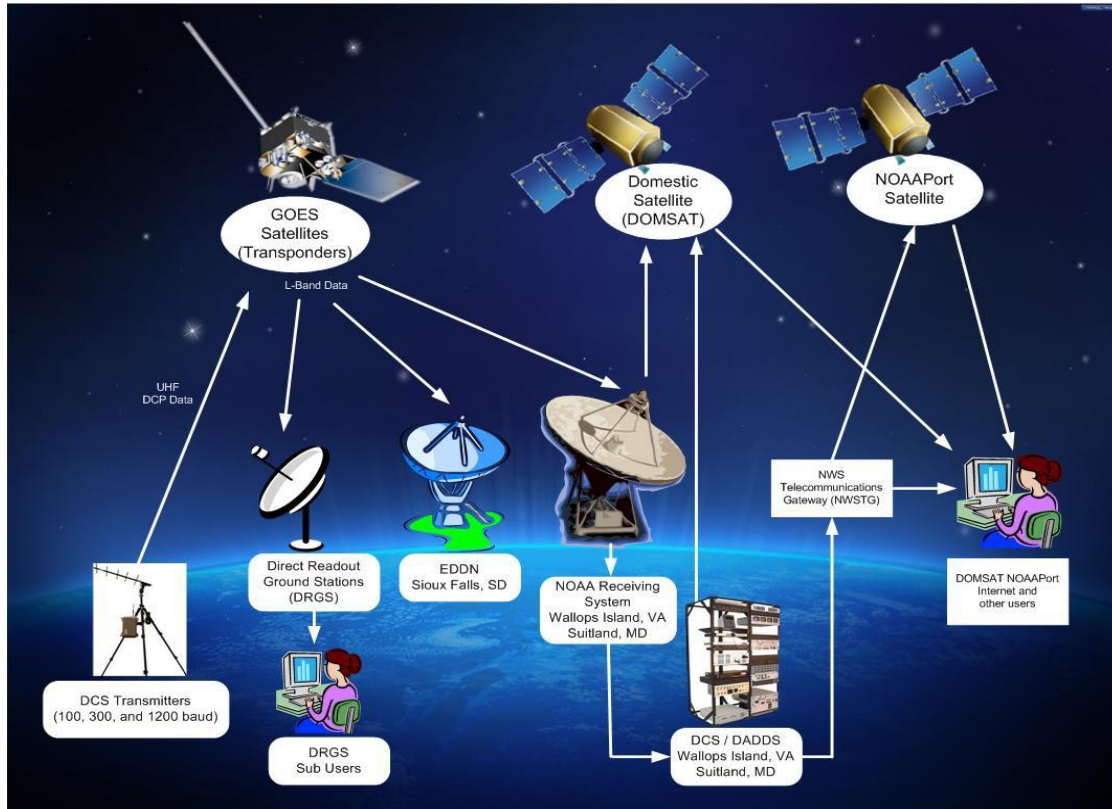 GOES
Satellites
(Transponders)
Domestic
Satellite
(DOMSAT)
NOAAPort
Satellite
L-Band Data
UHF
DCP Data
NWS
Telecommunications
Gateway (NWSTG)
Direct Readout
Ground Stations
(DRGS)
EDDN
Sioux Falls, SD
NOAA Receiving
System
Wallops Island, VA
Suitland, MD
DOMSAT NOAAPort
Internet and
other users
DCS Transmitters
(100, 300, and 1200 baud)
DRGS
Sub Users
DCS / DADDS
Wallops Island, VA
Suitland, MD